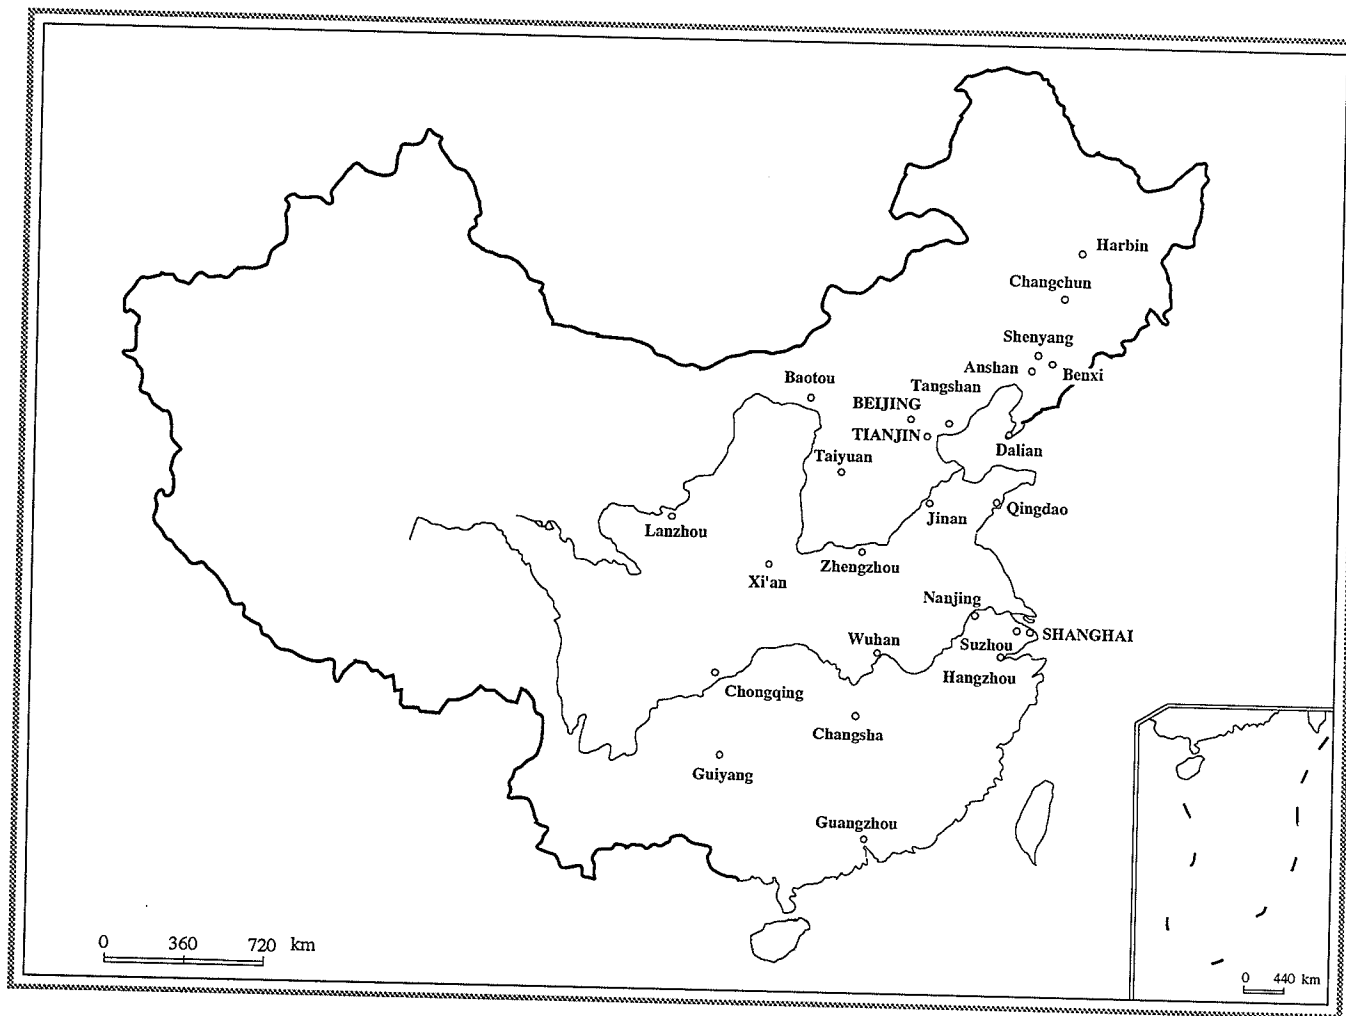 Harbin
Changchun
Shenyang
Anshan
Benxi
Tangshan
Baotou
BEIJING
TIANJIN
Dalian
Taiyuan
Jinan
Qingdao
Lanzhou
Zhengzhou
Xi'an
Nanjing
SHANGHAI
Suzhou
Wuhan
Hangzhou
Chongqing
Changsha
Guiyang
Guangzhou
0 360 720 km
0 440 km